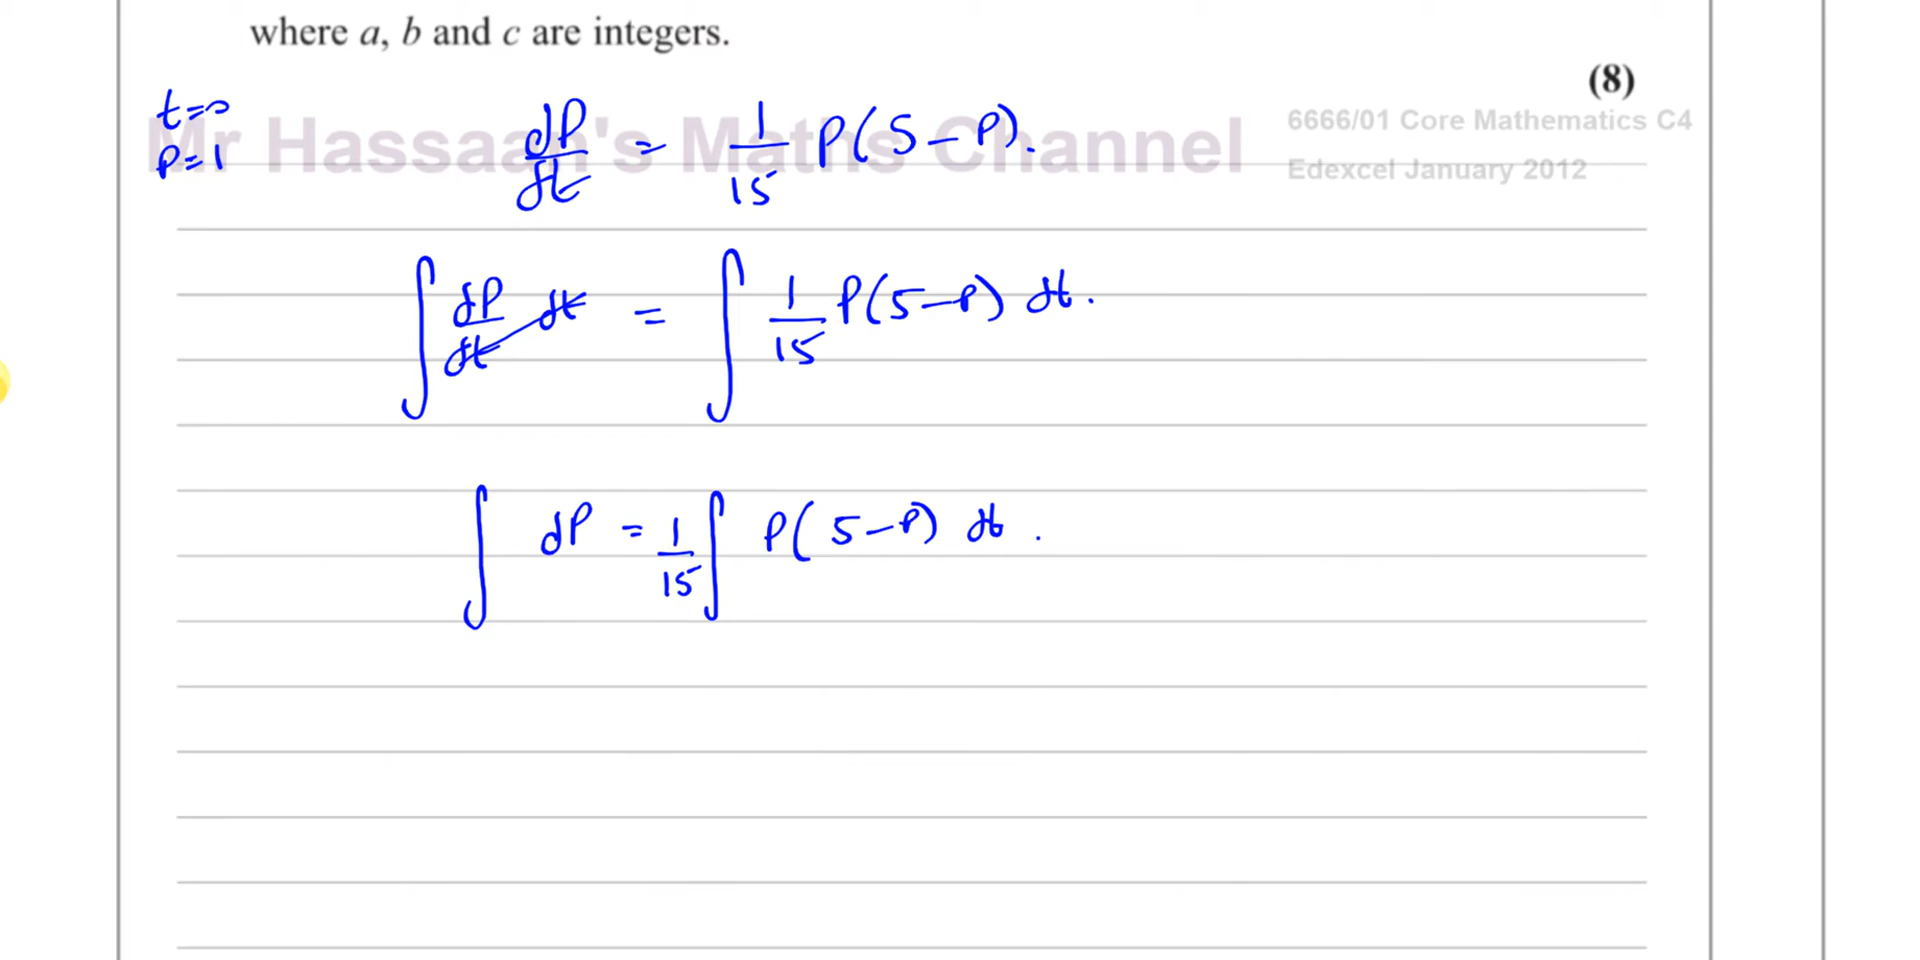 where a, b and c are integers.
(8)
t=0
P=1
dP/dt = 1/15 P(5-P).
Mr Hassaan's Maths Channel
6666/01 Core Mathematics C4
Edexcel January 2012
∫ dP/dt dt = ∫ 1/15 P(5-P) dt.
∫ dP = 1/15 ∫ P(5-P) dt.